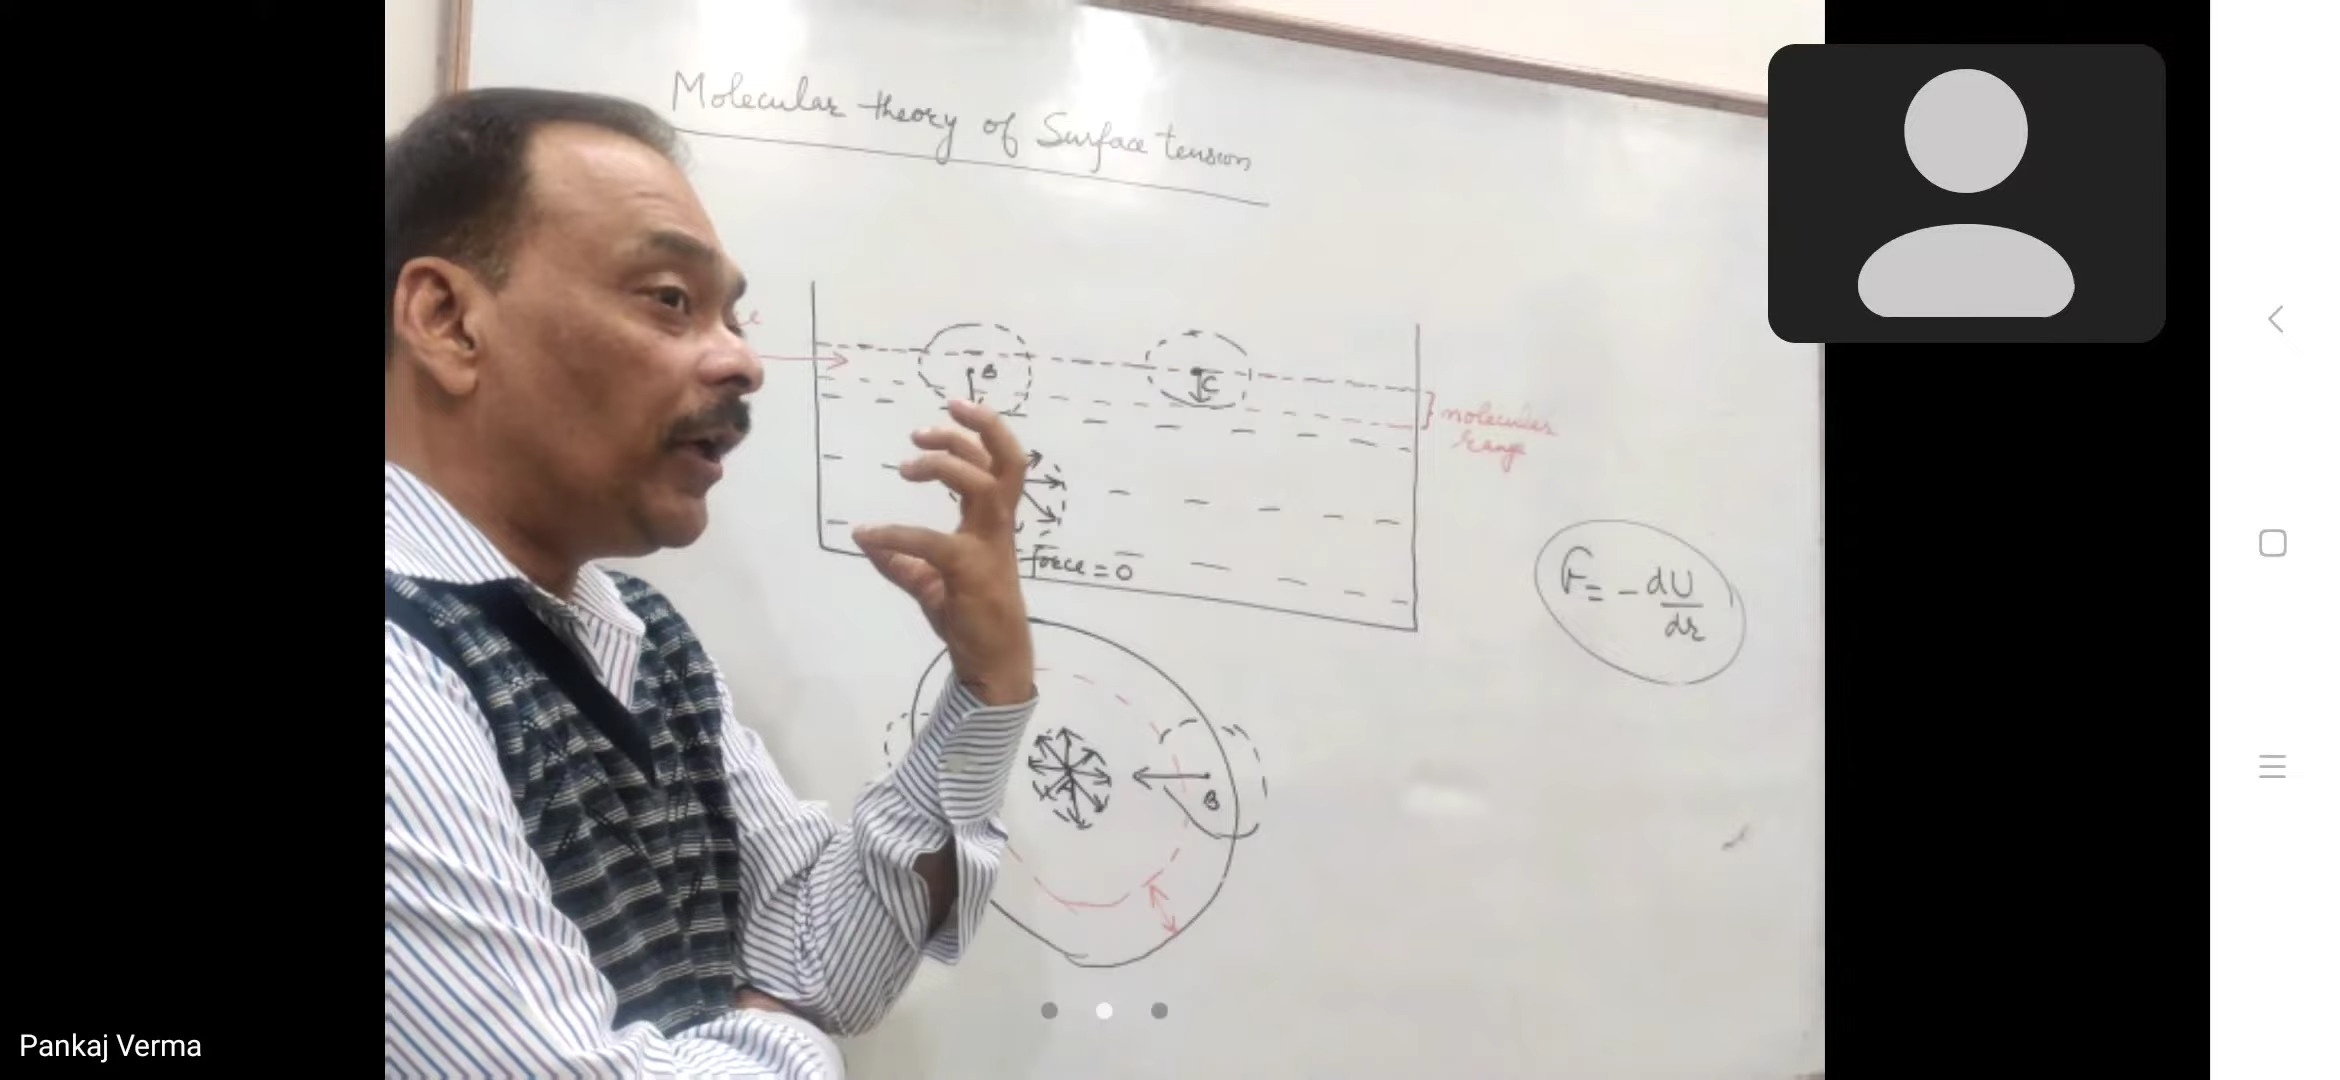 Molecular theory of Surface tension
B
C
molecular
range
force = 0
F = - dU
dr
A
B
Pankaj Verma